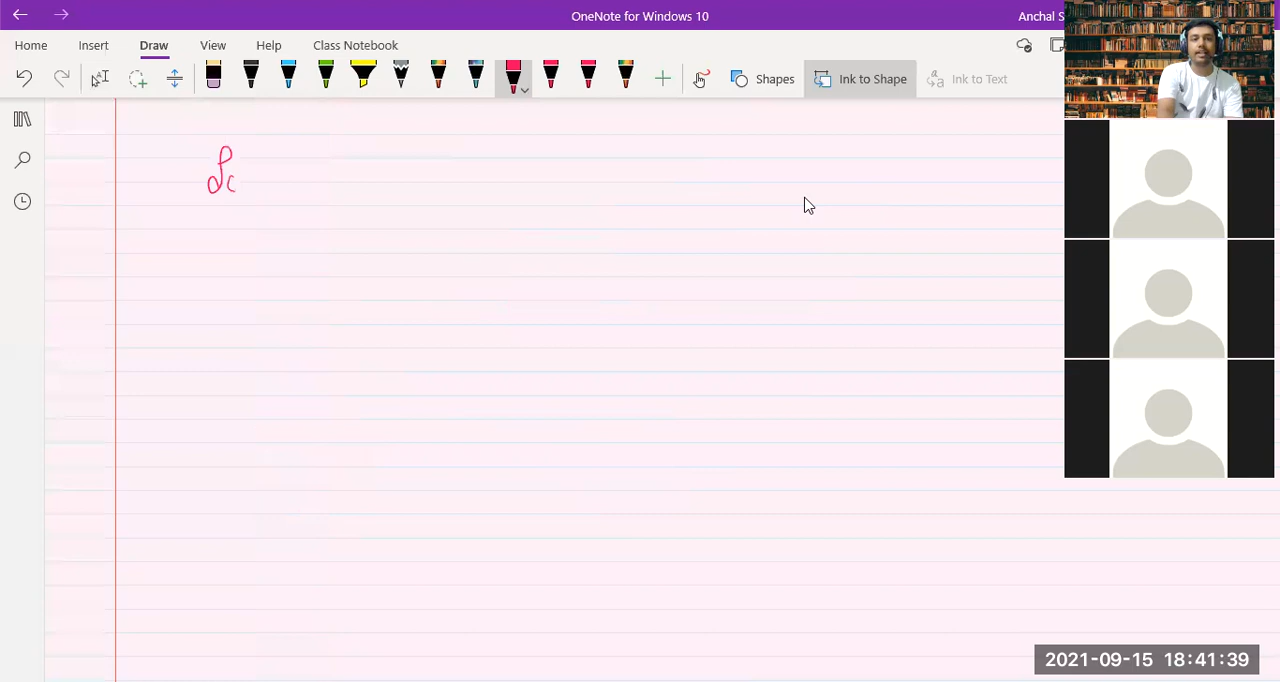 OneNote for Windows 10
Anchal S
Home Insert Draw View Help Class Notebook
Shapes Ink to Shape Ink to Text
2021-09-15 18:41:39